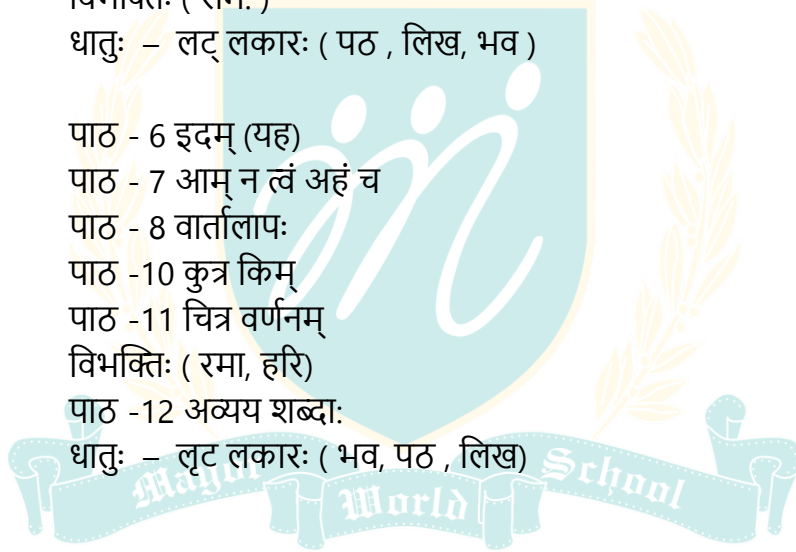 धातुः – लट् लकारः ( पठ , लिख, भव )
पाठ - 6 इदम् (यह)
पाठ - 7 आम् न त्वं अहं च
पाठ - 8 वार्तालापः
पाठ -10 कुत्र किम्
पाठ -11 चित्र वर्णनम्
विभक्तिः ( रमा, हरि)
पाठ -12 अव्यय शब्दा:
धातुः – लृट लकारः ( भव, पठ , लिख)
Mayoor World School